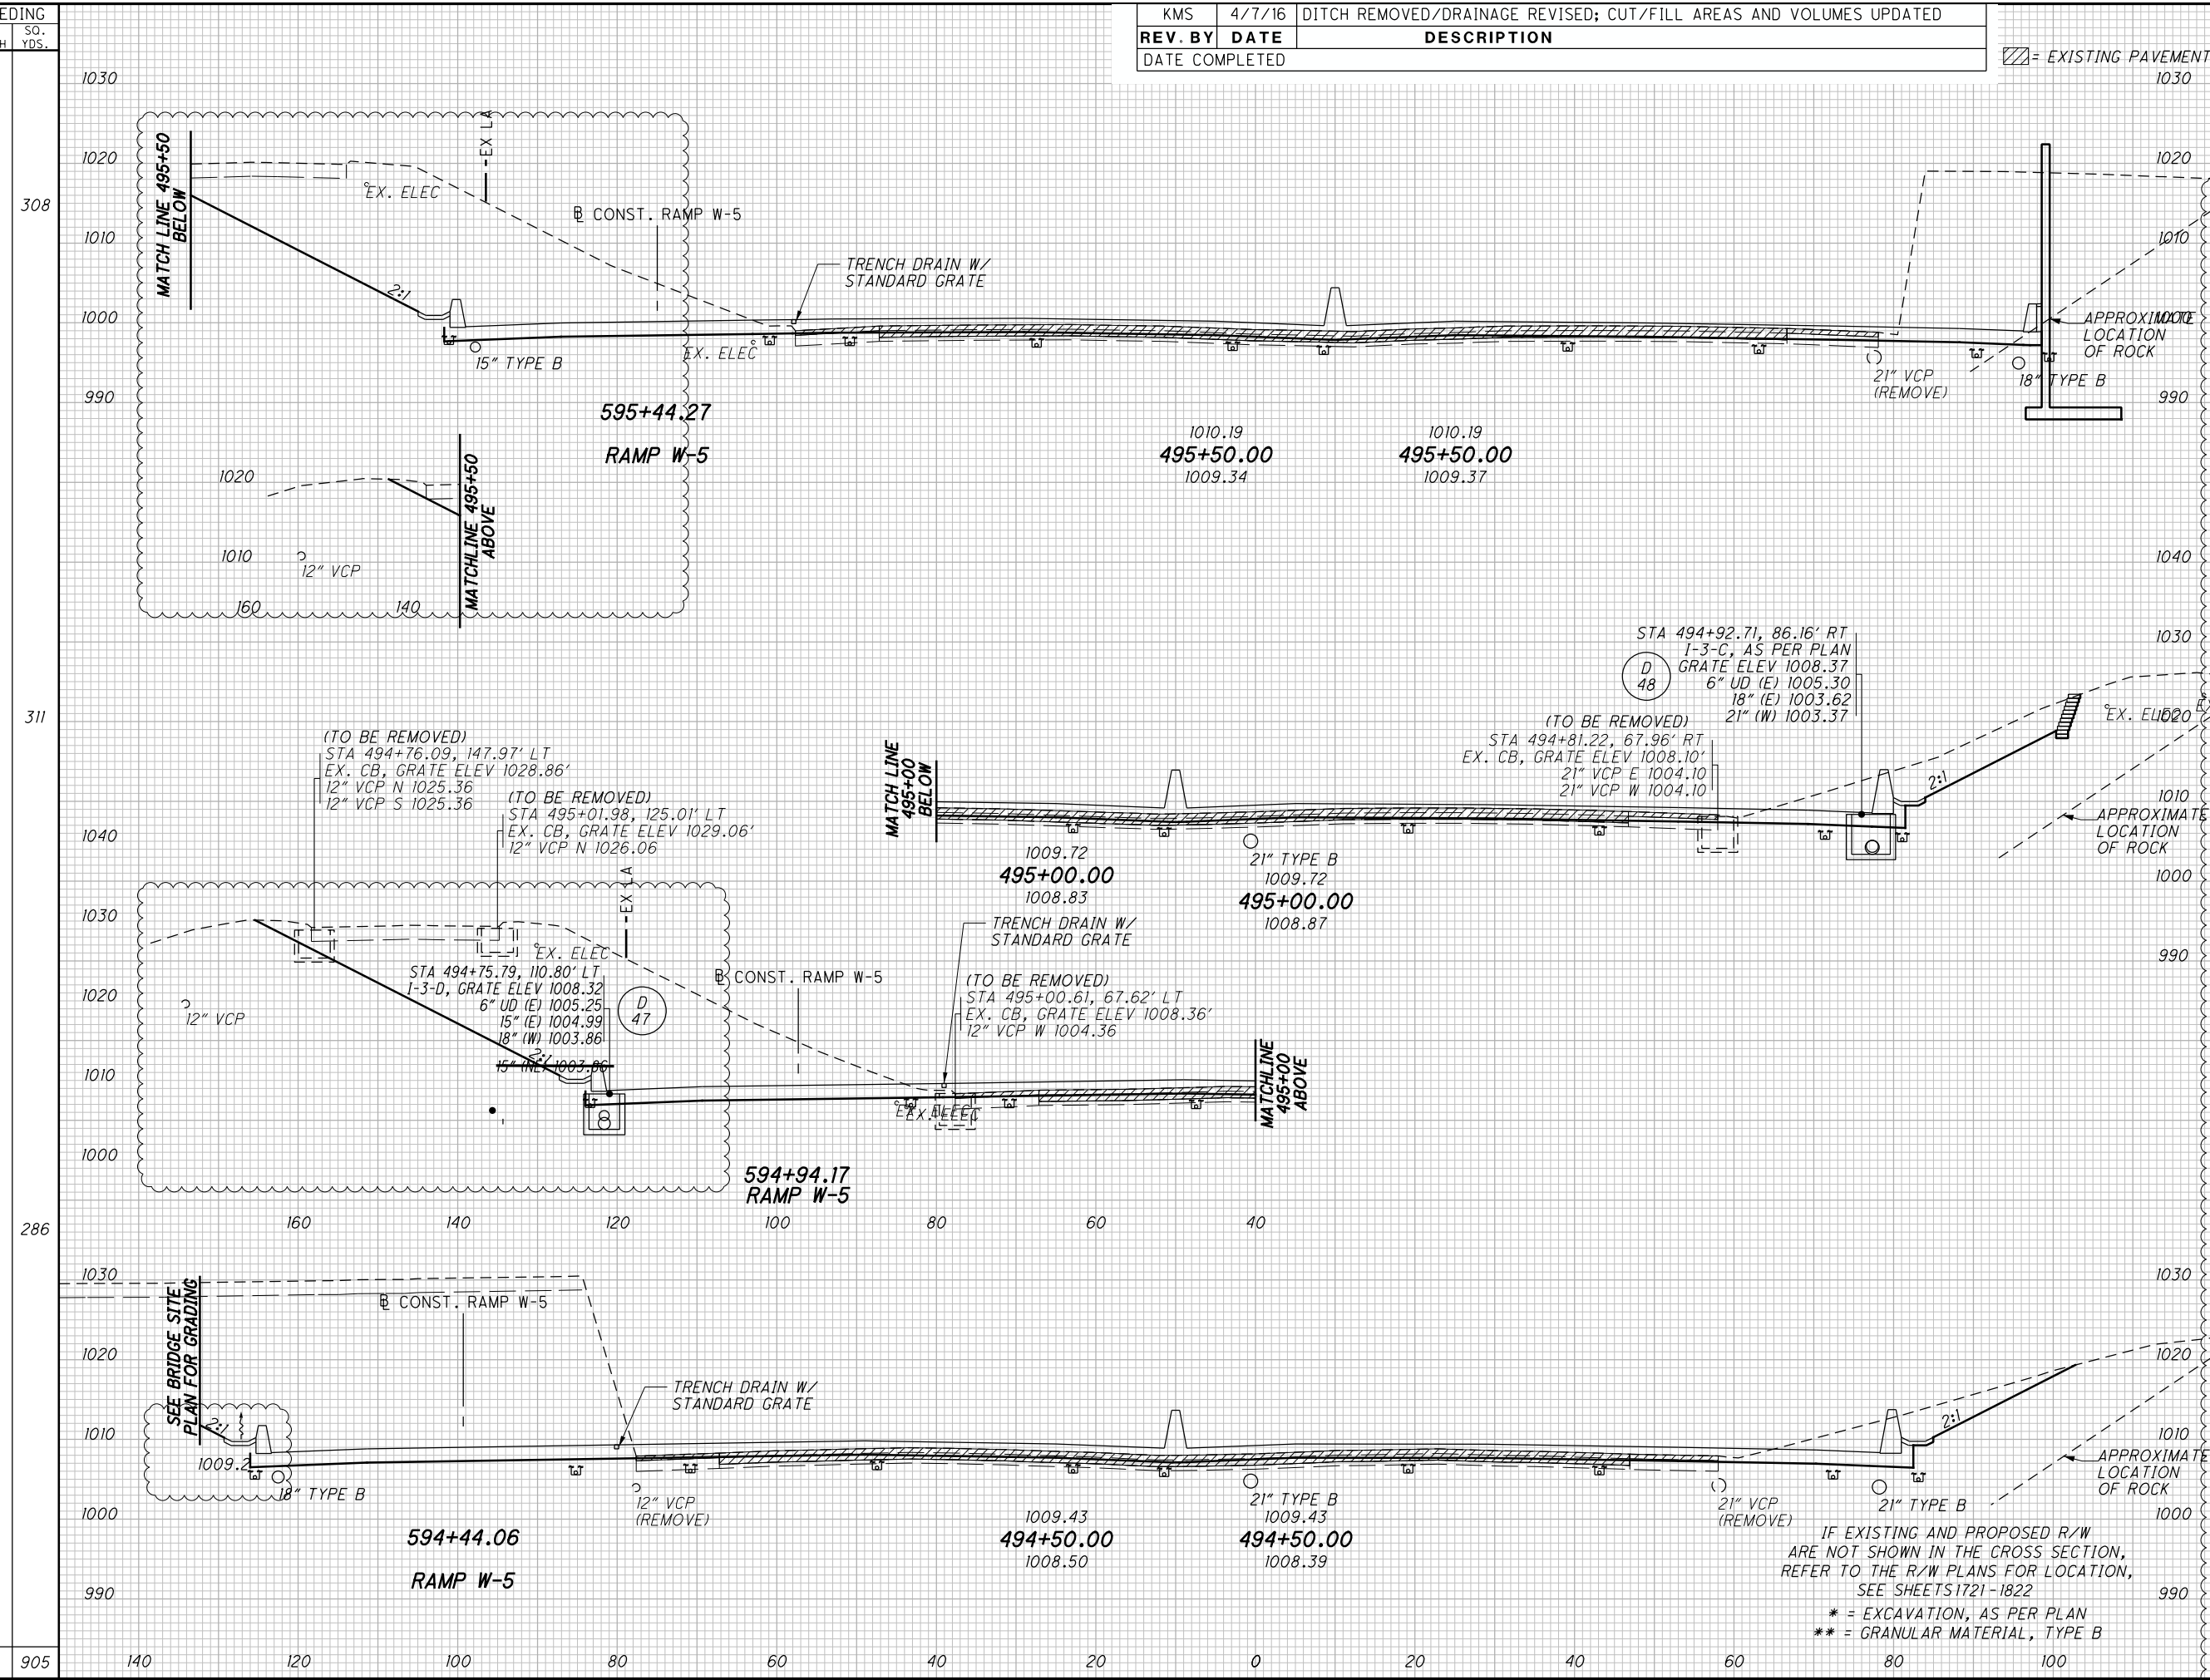 EDING
SQ.
H YDS.
KMS 4/7/16 DITCH REMOVED/DRAINAGE REVISED; CUT/FILL AREAS AND VOLUMES UPDATED
REV. BY DATE DESCRIPTION
DATE COMPLETED
= EXISTING PAVEMENT
1030 1030
MATCH LINE 495+50
BELOW
EX LA
1020 1020
EX. ELEC
308
℄ CONST. RAMP W-5
1010 1010
TRENCH DRAIN W/
STANDARD GRATE
2:1
1000 1000
APPROXIMATE
LOCATION
OF ROCK
15" TYPE B
EX. ELEC
21" VCP
(REMOVE)
18" TYPE B
990 990
595+44.27
RAMP W-5
1010.19
495+50.00
1009.34
1010.19
495+50.00
1009.37
1020
MATCHLINE 495+50
ABOVE
1010
12" VCP
160 140
1040
1030
STA 494+92.71, 86.16' RT
I-3-C, AS PER PLAN
GRATE ELEV 1008.37
6" UD (E) 1005.30
18" (E) 1003.62
21" (W) 1003.37
D
48
311
(TO BE REMOVED)
STA 494+81.22, 67.96' RT
EX. CB, GRATE ELEV 1008.10'
21" VCP E 1004.10
21" VCP W 1004.10
EX. ELEC
1020
2:1
1010
APPROXIMATE
LOCATION
OF ROCK
1000
990
(TO BE REMOVED)
STA 494+76.09, 147.97' LT
EX. CB, GRATE ELEV 1028.86'
12" VCP N 1025.36
12" VCP S 1025.36
(TO BE REMOVED)
STA 495+01.98, 125.01' LT
EX. CB, GRATE ELEV 1029.06'
12" VCP N 1026.06
MATCH LINE
495+00
BELOW
1009.72
495+00.00
1008.83
21" TYPE B
1009.72
495+00.00
1008.87
1040
1030
EX LA
EX. ELEC
TRENCH DRAIN W/
STANDARD GRATE
STA 494+75.79, 110.80' LT
I-3-D, GRATE ELEV 1008.32
6" UD (E) 1005.25
15" (E) 1004.99
18" (W) 1003.86
15" (NE) 1003.86
D
47
℄ CONST. RAMP W-5
(TO BE REMOVED)
STA 495+00.61, 67.62' LT
EX. CB, GRATE ELEV 1008.36'
12" VCP W 1004.36
1020
12" VCP
2:1
1010
EX. ELEC
EX. ELEC
MATCHLINE
495+00
ABOVE
1000
594+94.17
RAMP W-5
286
160 140 120 100 80 60 40
1030 1030
SEE BRIDGE SITE
PLAN FOR GRADING
℄ CONST. RAMP W-5
1020 1020
TRENCH DRAIN W/
STANDARD GRATE
2:1
2:1
1010 1010
1009.2
APPROXIMATE
LOCATION
OF ROCK
18" TYPE B
12" VCP
(REMOVE)
21" TYPE B
21" VCP
(REMOVE)
21" TYPE B
1000 1000
594+44.06
RAMP W-5
1009.43
494+50.00
1008.50
1009.43
494+50.00
1008.39
IF EXISTING AND PROPOSED R/W
ARE NOT SHOWN IN THE CROSS SECTION,
REFER TO THE R/W PLANS FOR LOCATION,
SEE SHEETS 1721-1822
990 990
* = EXCAVATION, AS PER PLAN
** = GRANULAR MATERIAL, TYPE B
905
140 120 100 80 60 40 20 0 20 40 60 80 100